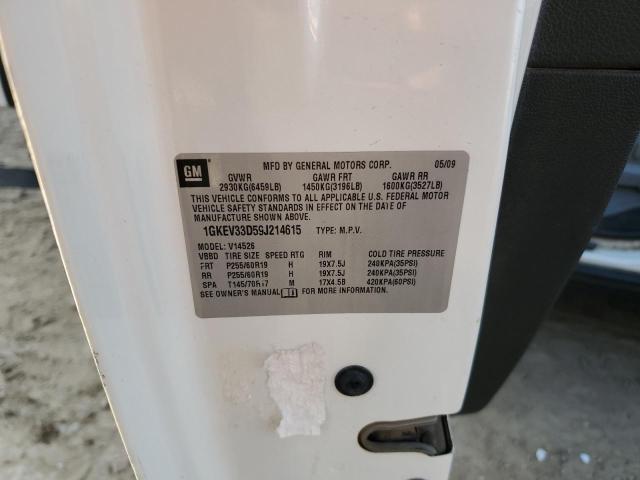 GM MFD BY GENERAL MOTORS CORP. 05/09
GVWR GAWR FRT GAWR RR
2930KG(6459LB) 1450KG(3196LB) 1600KG(3527LB)
THIS VEHICLE CONFORMS TO ALL APPLICABLE U.S. FEDERAL MOTOR
VEHICLE SAFETY STANDARDS IN EFFECT ON THE DATE OF
MANUFACTURE SHOWN ABOVE.
1GKEV33D59J214615 TYPE: M.P.V.
MODEL: V14526
VBBD TIRE SIZE SPEED RTG RIM COLD TIRE PRESSURE
FRT P255/60R19 H 19X7.5J 240KPA(35PSI)
RR P255/60R19 H 19X7.5J 240KPA(35PSI)
SPA T145/70R17 M 17X4.5B 420KPA(60PSI)
SEE OWNER'S MANUAL FOR MORE INFORMATION.